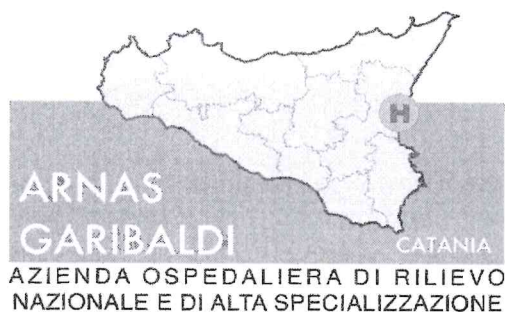 H
ARNAS
GARIBALDI
CATANIA
AZIENDA OSPEDALIERA DI RILIEVO
NAZIONALE E DI ALTA SPECIALIZZAZIONE